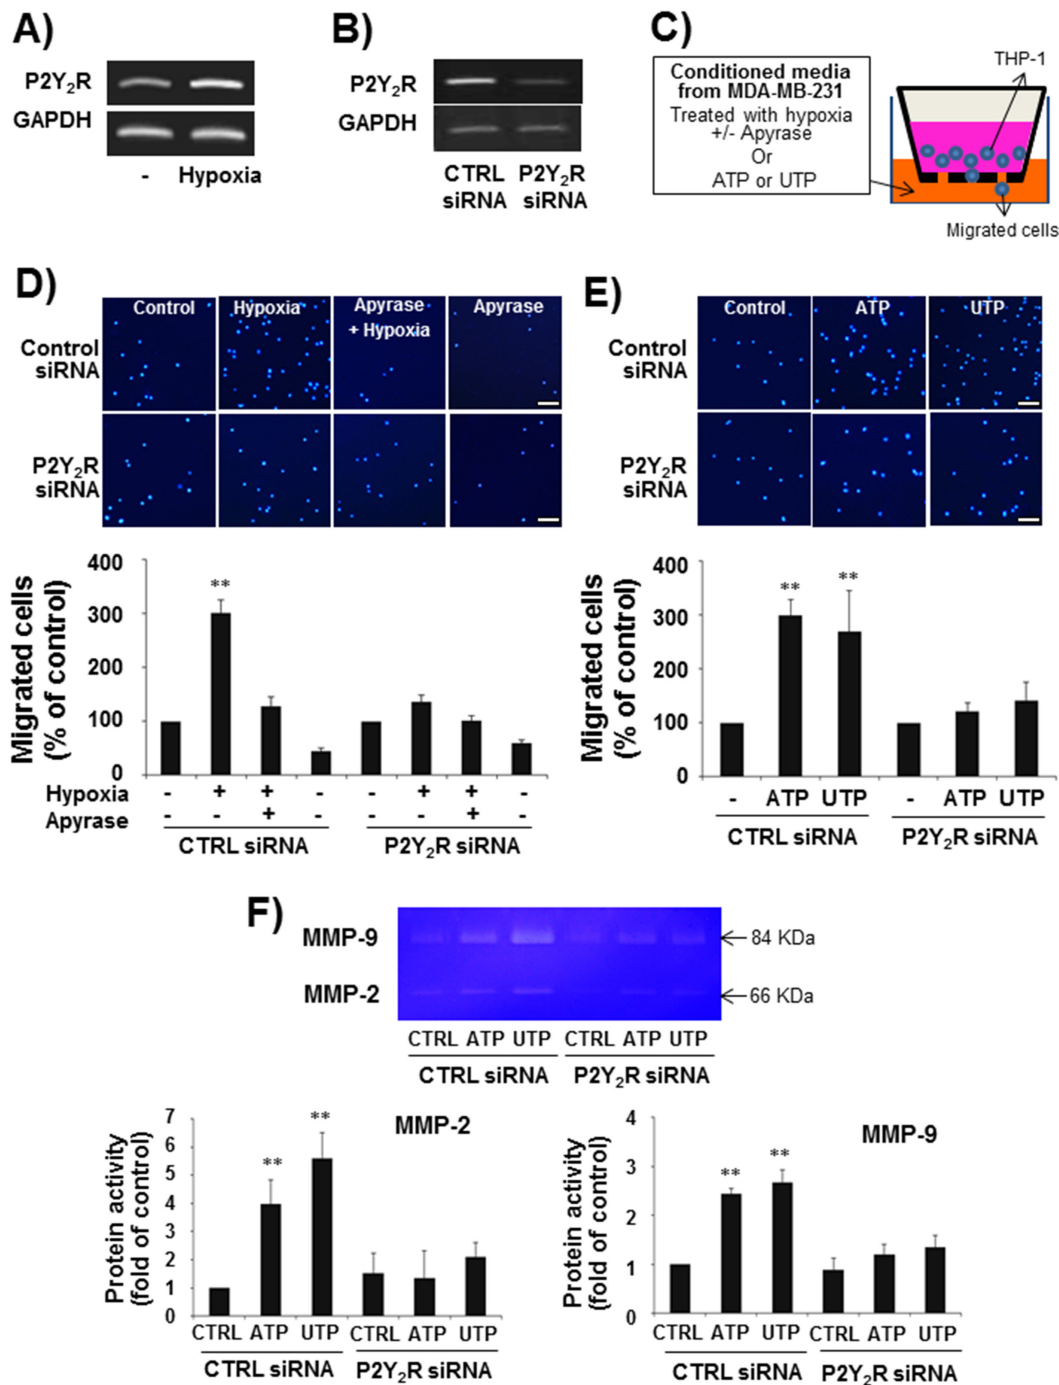 A)
P2Y₂R
GAPDH
- Hypoxia
B)
P2Y₂R
GAPDH
CTRL siRNA P2Y₂R siRNA
C)
Conditioned media
from MDA-MB-231
Treated with hypoxia
+/- Apyrase
Or
ATP or UTP
THP-1
Migrated cells
D)
Control Hypoxia Apyrase + Hypoxia Apyrase
Control siRNA
P2Y₂R siRNA
Migrated cells
(% of control)
400
300
200
100
0
Hypoxia - + + - - + + -
Apyrase - - + - - - + -
CTRL siRNA P2Y₂R siRNA
E)
Control ATP UTP
Control siRNA
P2Y₂R siRNA
Migrated cells
(% of control)
400
300
200
100
0
** 
** **
- ATP UTP - ATP UTP
CTRL siRNA P2Y₂R siRNA
F)
MMP-9
84 KDa
MMP-2
66 KDa
CTRL ATP UTP CTRL ATP UTP
CTRL siRNA P2Y₂R siRNA
MMP-2
Protein activity
(fold of control)
7
6
5
4
3
2
1
0
** **
CTRL ATP UTP CTRL ATP UTP
CTRL siRNA P2Y₂R siRNA
MMP-9
Protein activity
(fold of control)
4
3
2
1
0
** **
CTRL ATP UTP CTRL ATP UTP
CTRL siRNA P2Y₂R siRNA